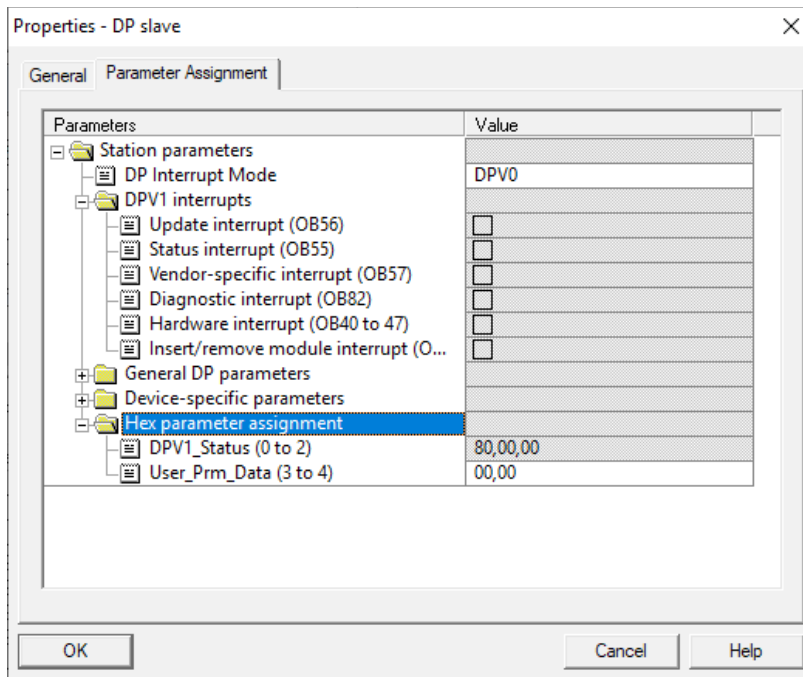 Properties - DP slave
General Parameter Assignment
Parameters Value
Station parameters
DP Interrupt Mode DPV0
DPV1 interrupts
Update interrupt (OB56)
Status interrupt (OB55)
Vendor-specific interrupt (OB57)
Diagnostic interrupt (OB82)
Hardware interrupt (OB40 to 47)
Insert/remove module interrupt (O...
General DP parameters
Device-specific parameters
Hex parameter assignment
DPV1_Status (0 to 2) 80,00,00
User_Prm_Data (3 to 4) 00,00
OK Cancel Help